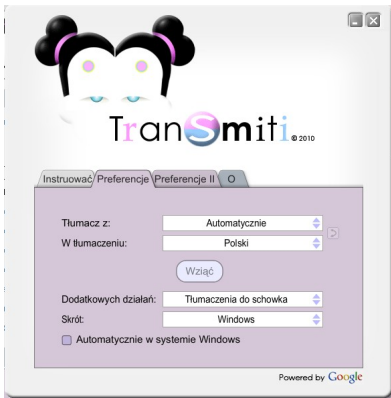 TranSmiti © 2010
Instruować Preferencje Preferencje II O
Tłumacz z: Automatycznie
W tłumaczeniu: Polski
Wziąć
Dodatkowych działań: Tłumaczenia do schowka
Skrót: Windows
Automatycznie w systemie Windows
Powered by Google